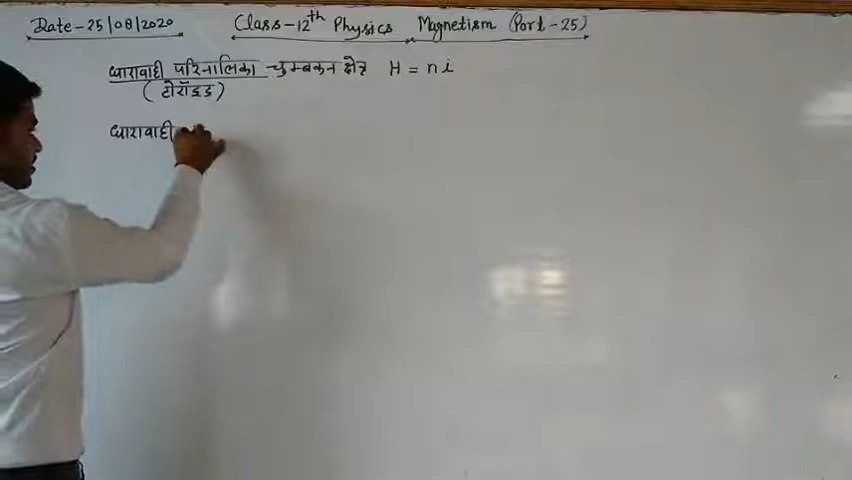 Date-25/08/2020 Class-12th Physics Magnetism (Part-25)
धारावाही परिनालिका चुम्बकन क्षेत्र H = ni
(टोरॉइड)
धारावाही